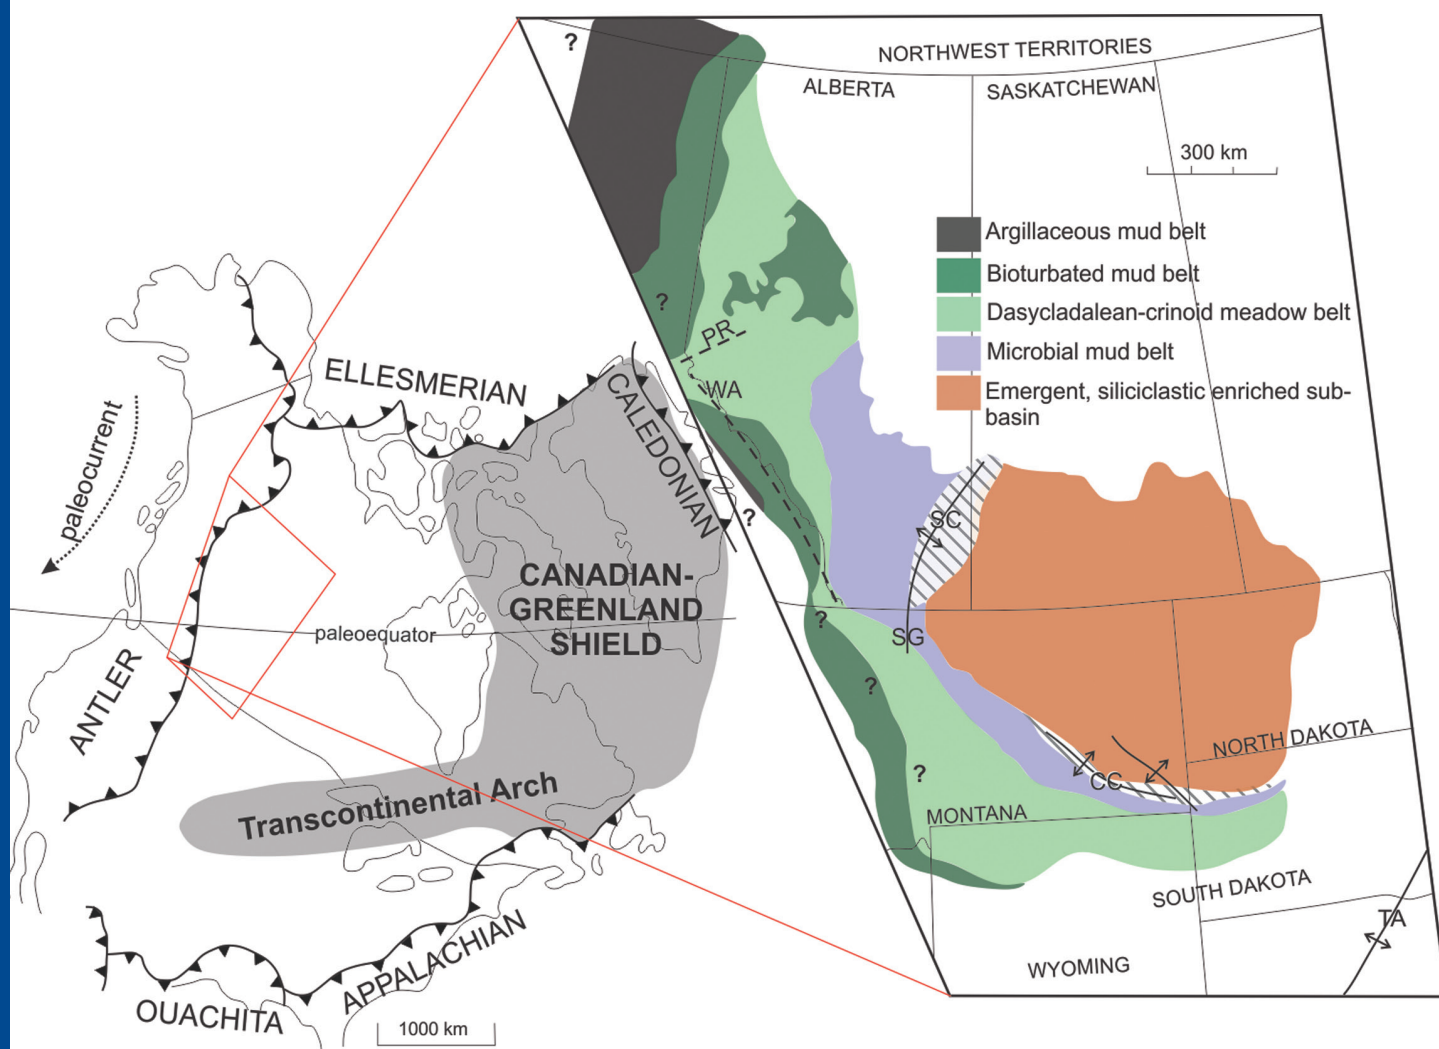 ?
NORTHWEST TERRITORIES
ALBERTA
SASKATCHEWAN
300 km
Argillaceous mud belt
Bioturbated mud belt
Dasycladalean-crinoid meadow belt
Microbial mud belt
Emergent, siliciclastic enriched sub-
basin
?
PR
WA
?
SC
SG
?
?
?
CC
NORTH DAKOTA
MONTANA
SOUTH DAKOTA
TA
WYOMING
ELLESMERIAN
CALEDONIAN
paleocurrent
CANADIAN-
GREENLAND
SHIELD
paleoequator
ANTLER
Transcontinental Arch
APPALACHIAN
OUACHITA
1000 km